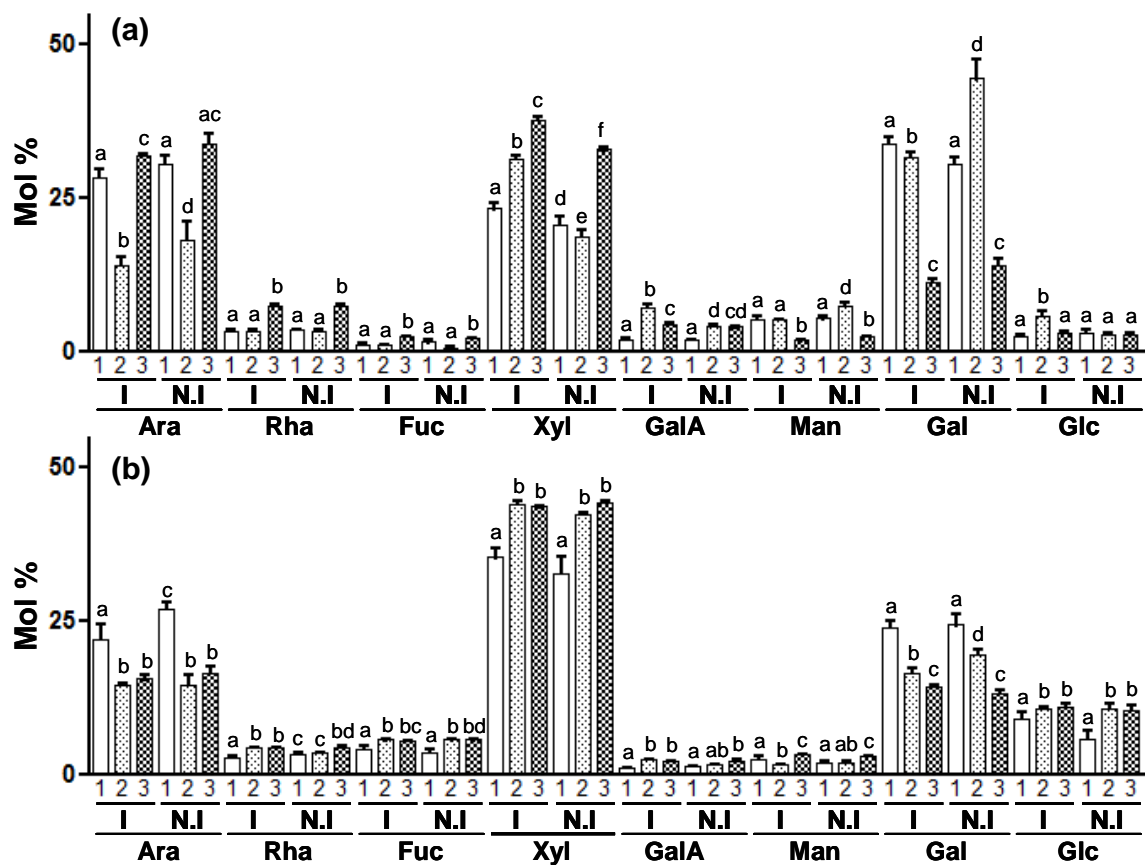 (a)
50
25
0
Mol %
a b c a d ac
a a b a a b
a a b a a b
a b c d e f
a b c a d cd
a a b a d b
a b c a d c
a b a a a a
1 2 3 1 2 3 1 2 3 1 2 3 1 2 3 1 2 3 1 2 3 1 2 3 1 2 3 1 2 3 1 2 3 1 2 3 1 2 3 1 2 3 1 2 3 1 2 3
I N.I I N.I I N.I I N.I I N.I I N.I I N.I I N.I
Ara Rha Fuc Xyl GalA Man Gal Glc
(b)
50
25
0
Mol %
a b b c b b
a b b c c bd
a b bc a b bd
a b b a b b
a b b a ab b
a b c a ab c
a b c a d c
a b b a b b
1 2 3 1 2 3 1 2 3 1 2 3 1 2 3 1 2 3 1 2 3 1 2 3 1 2 3 1 2 3 1 2 3 1 2 3 1 2 3 1 2 3 1 2 3 1 2 3
I N.I I N.I I N.I I N.I I N.I I N.I I N.I I N.I
Ara Rha Fuc Xyl GalA Man Gal Glc